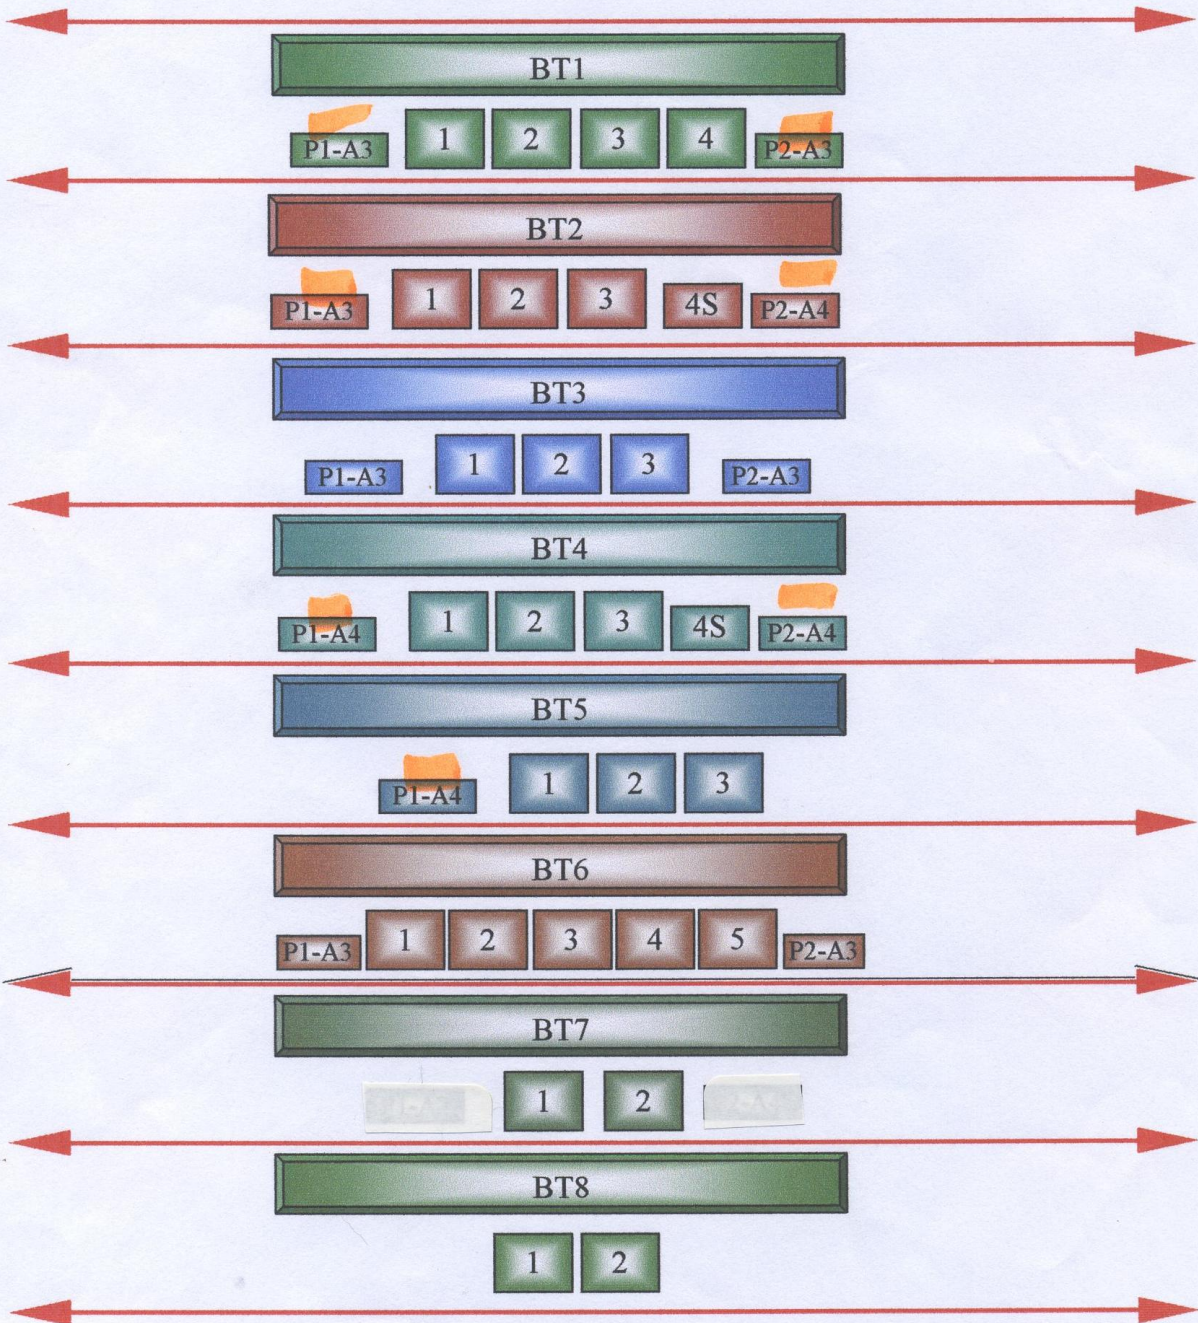 BT1
P1-A3 1 2 3 4 P2-A3
BT2
P1-A3 1 2 3 4S P2-A4
BT3
P1-A3 1 2 3 P2-A3
BT4
P1-A4 1 2 3 4S P2-A4
BT5
P1-A4 1 2 3
BT6
P1-A3 1 2 3 4 5 P2-A3
BT7
1 2
BT8
1 2